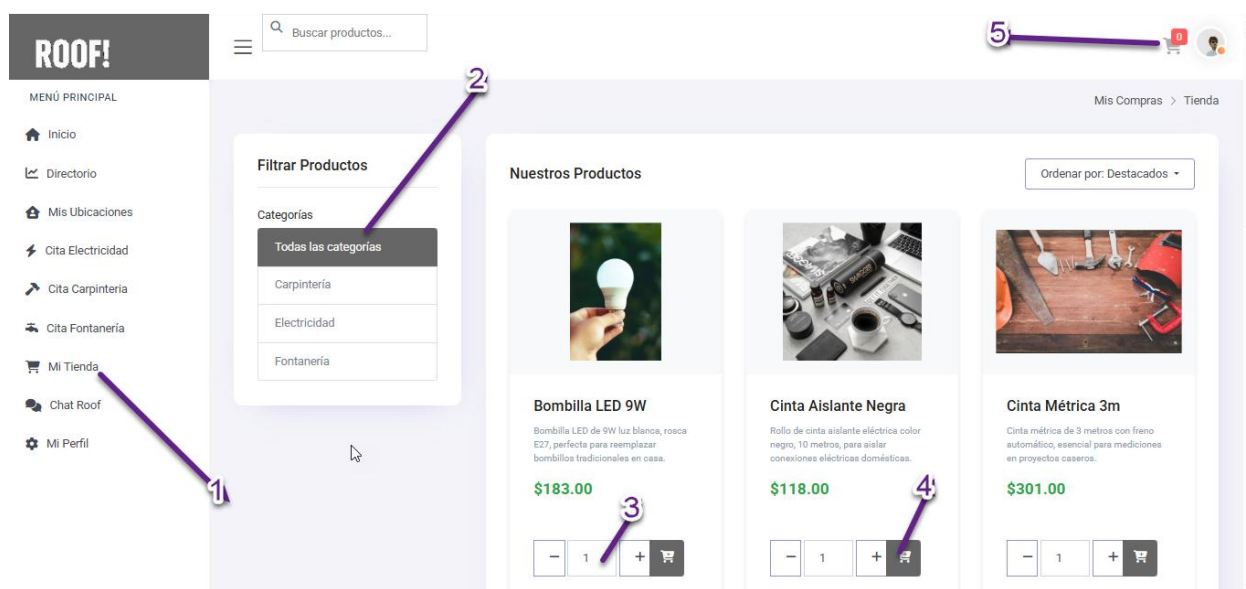 ROOF!
Buscar productos...
5
0
MENÚ PRINCIPAL
Mis Compras > Tienda
Inicio
Directorio
Mis Ubicaciones
Cita Electricidad
Cita Carpinteria
Cita Fontanería
Mi Tienda
Chat Roof
Mi Perfil
1
2
Filtrar Productos
Categorías
Todas las categorías
Carpintería
Electricidad
Fontanería
Nuestros Productos
Ordenar por: Destacados
Bombilla LED 9W
Bombilla LED de 9W luz blanca, rosca
E27, perfecta para reemplazar
bombillos tradicionales en casa.
$183.00
3
− 1 +
Cinta Aislante Negra
Rollo de cinta aislante eléctrica color
negro, 10 metros, para aislar
conexiones eléctricas domésticas.
$118.00
4
− 1 +
Cinta Métrica 3m
Cinta métrica de 3 metros con freno
automático, esencial para mediciones
en proyectos caseros.
$301.00
− 1 +